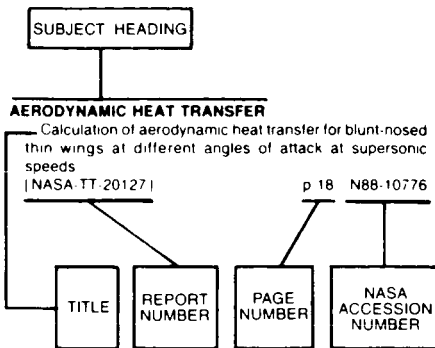 SUBJECT HEADING
AERODYNAMIC HEAT TRANSFER
Calculation of aerodynamic heat transfer for blunt-nosed
thin wings at different angles of attack at supersonic
speeds
[NASA-TT-20127] p 18 N88-10776
TITLE
REPORT
NUMBER
PAGE
NUMBER
NASA
ACCESSION
NUMBER